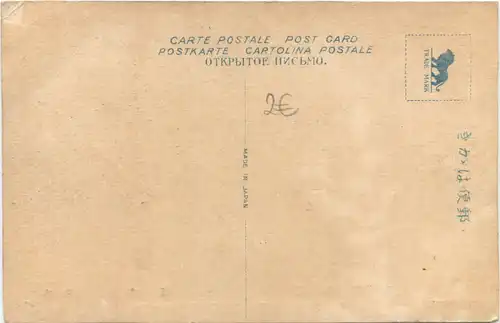 CARTE POSTALE POST CARD
POSTKARTE CARTOLINA POSTALE
ОТКРЫТОЕ ПИСЬМО.
TRADE MARK
2€
MADE IN JAPAN
きかは便郵